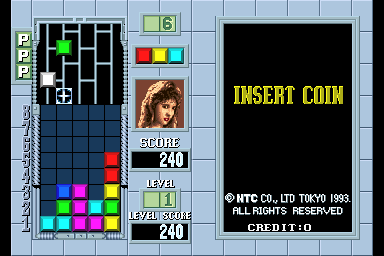 6
P
P
P
INSERT COIN
SCORE
240
LEVEL
1
LEVEL SCORE
240
© NTC CO., LTD TOKYO 1993.
ALL RIGHTS RESERVED
CREDIT:0